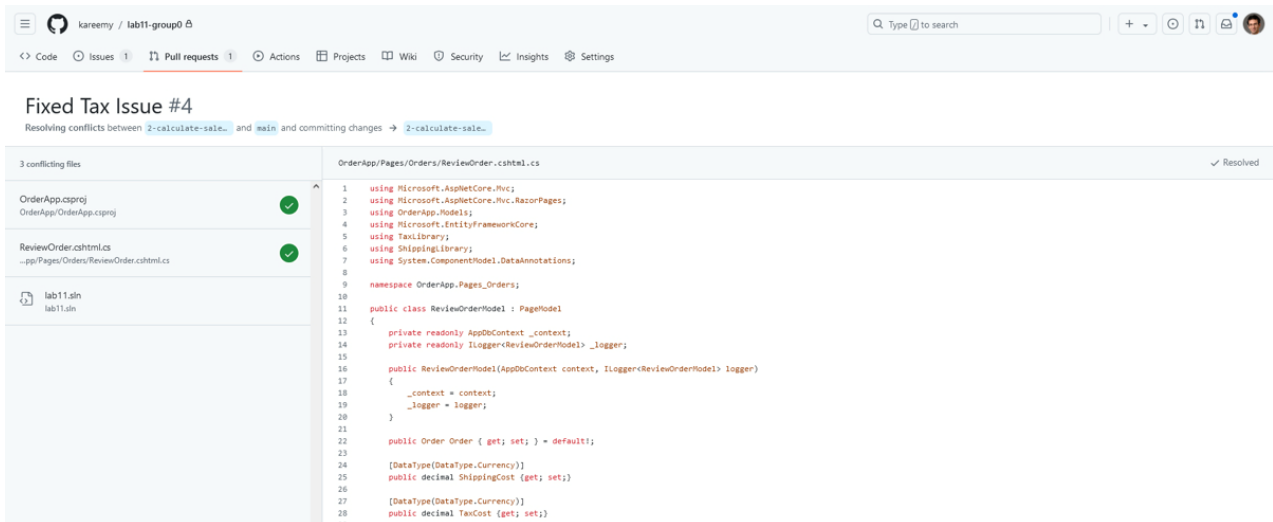 kareemy / lab11-group0
Type / to search
Code Issues 1 Pull requests 1 Actions Projects Wiki Security Insights Settings
Fixed Tax Issue #4
Resolving conflicts between 2-calculate-sale… and main and committing changes → 2-calculate-sale…
3 conflicting files
OrderApp.csproj
OrderApp/OrderApp.csproj
ReviewOrder.cshtml.cs
…pp/Pages/Orders/ReviewOrder.cshtml.cs
lab11.sln
lab11.sln
OrderApp/Pages/Orders/ReviewOrder.cshtml.cs Resolved
1 using Microsoft.AspNetCore.Mvc;
2 using Microsoft.AspNetCore.Mvc.RazorPages;
3 using OrderApp.Models;
4 using Microsoft.EntityFrameworkCore;
5 using TaxLibrary;
6 using ShippingLibrary;
7 using System.ComponentModel.DataAnnotations;
8
9 namespace OrderApp.Pages_Orders;
10
11 public class ReviewOrderModel : PageModel
12 {
13 private readonly AppDbContext _context;
14 private readonly ILogger<ReviewOrderModel> _logger;
15
16 public ReviewOrderModel(AppDbContext context, ILogger<ReviewOrderModel> logger)
17 {
18 _context = context;
19 _logger = logger;
20 }
21
22 public Order Order { get; set; } = default!;
23
24 [DataType(DataType.Currency)]
25 public decimal ShippingCost {get; set;}
26
27 [DataType(DataType.Currency)]
28 public decimal TaxCost {get; set;}